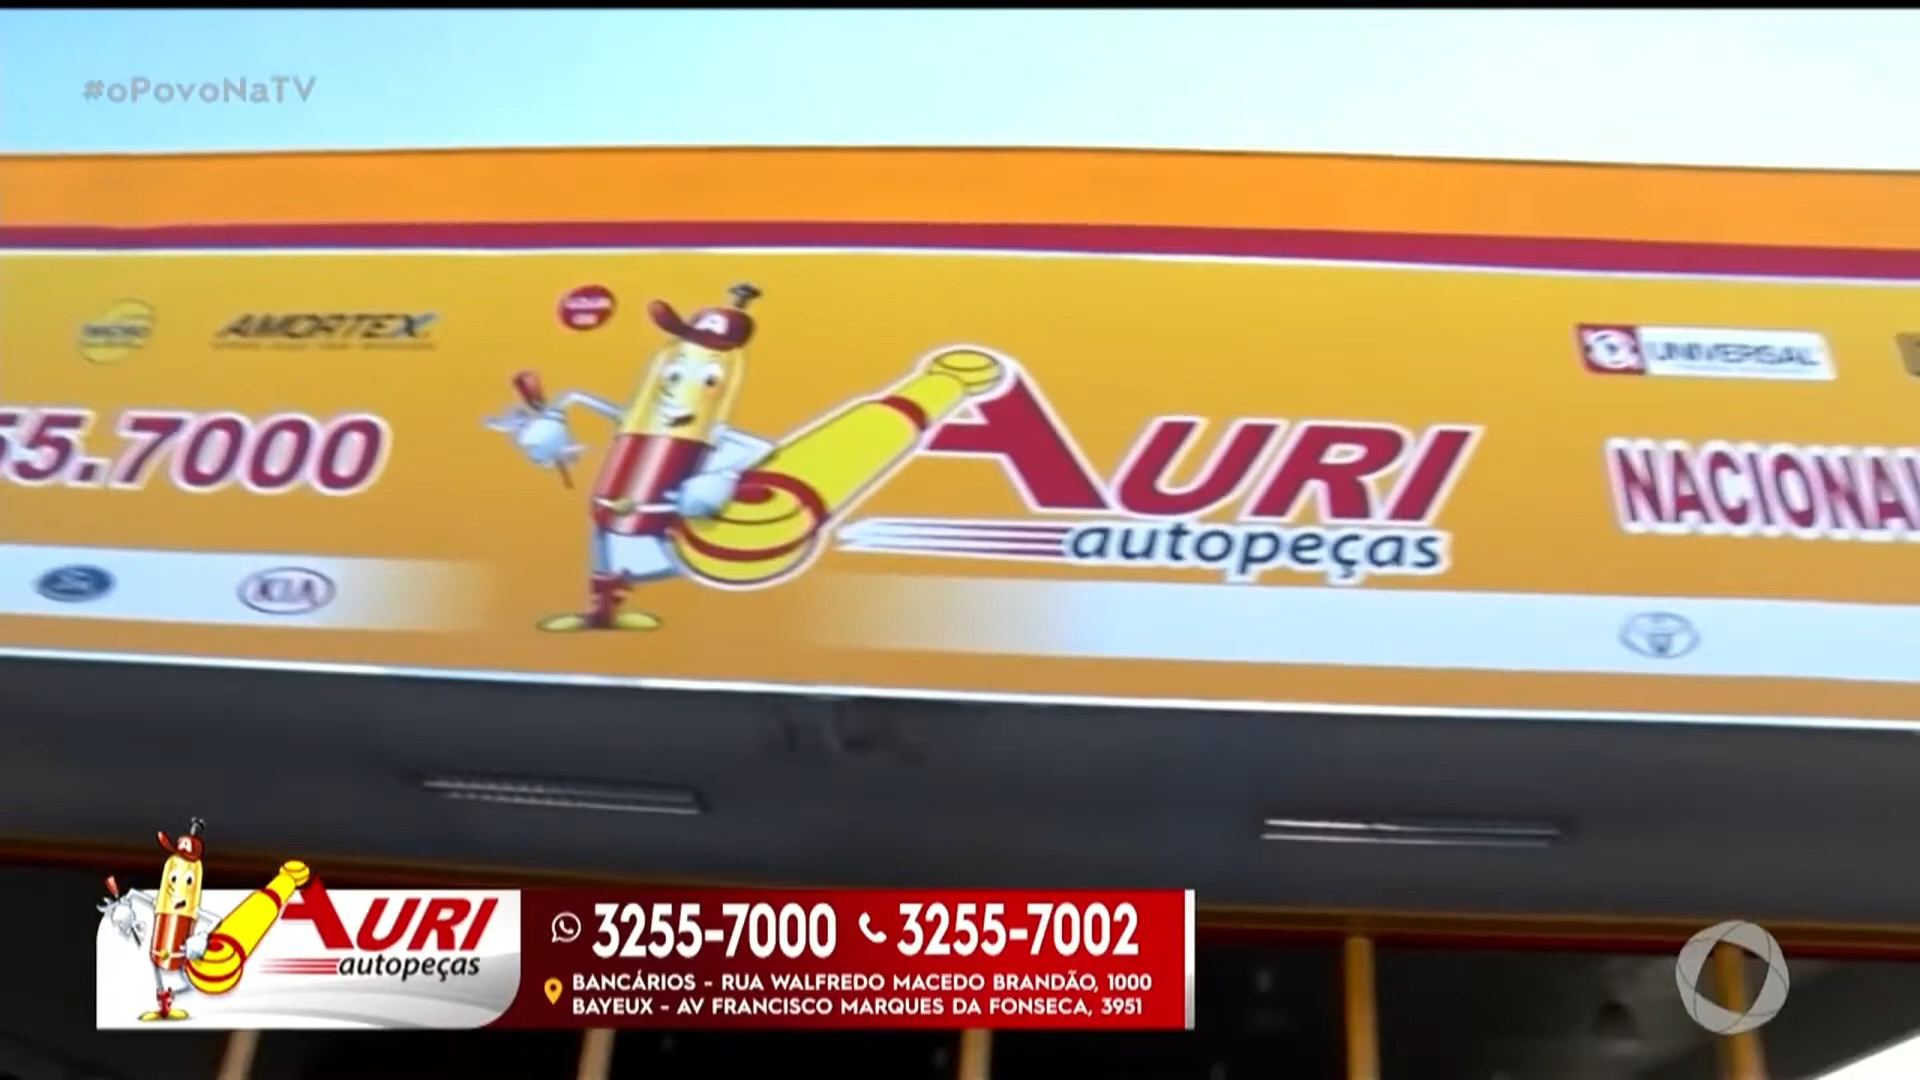 #oPovoNaTV
AMORTEX
UNIVERSAL
55.7000
A
AURI
autopeças
NACIONA
KIA
A
AURI
autopeças
3255-7000 3255-7002
BANCÁRIOS - RUA WALFREDO MACEDO BRANDÃO, 1000
BAYEUX - AV FRANCISCO MARQUES DA FONSECA, 3951